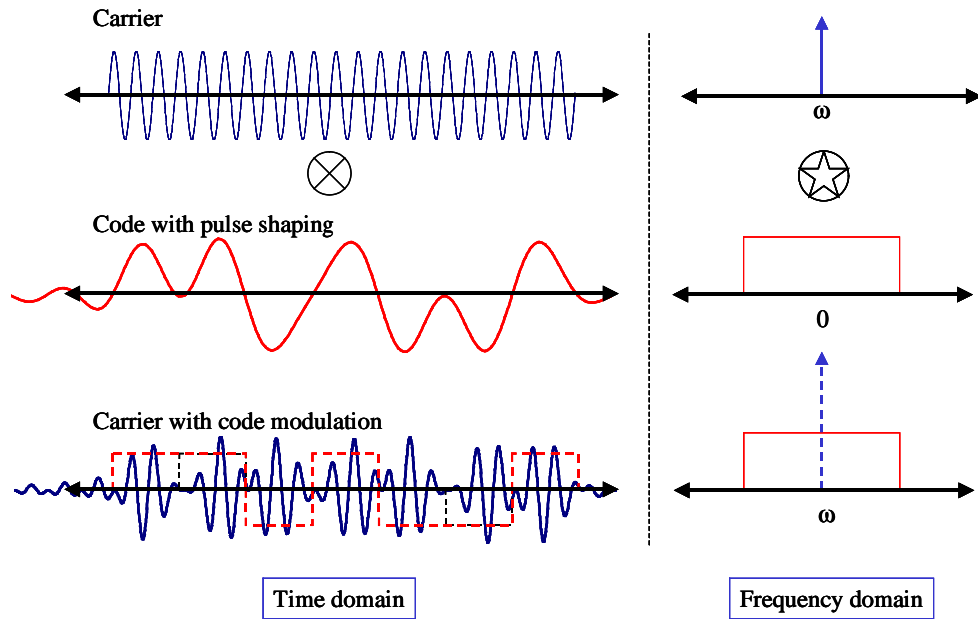 Carrier
ω
Code with pulse shaping
0
Carrier with code modulation
ω
Time domain
Frequency domain